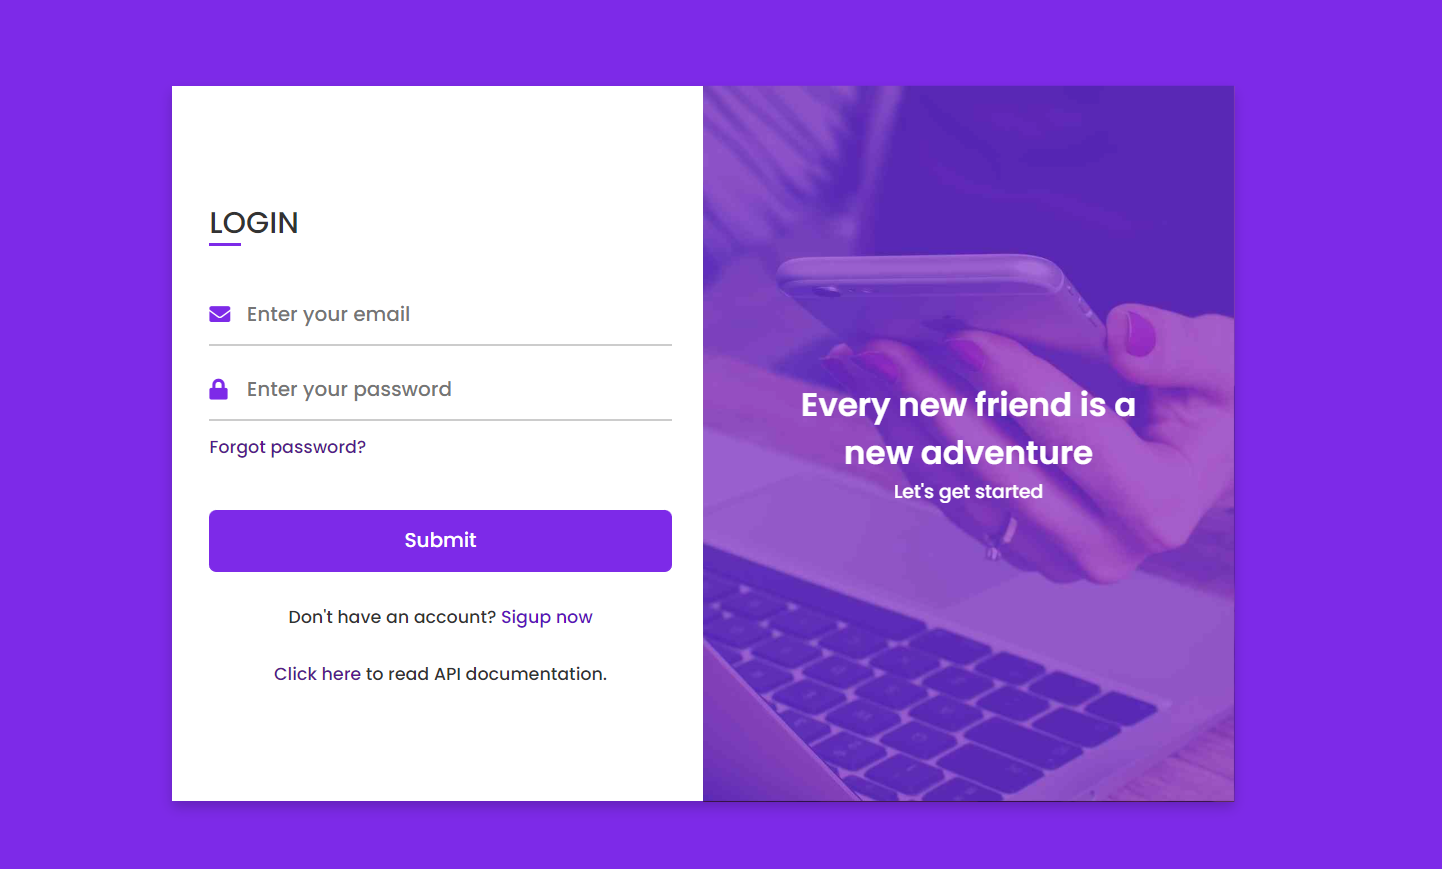 LOGIN
Enter your email
Enter your password
Forgot password?
Submit
Don't have an account? Sigup now
Click here to read API documentation.
Every new friend is a
new adventure
Let's get started